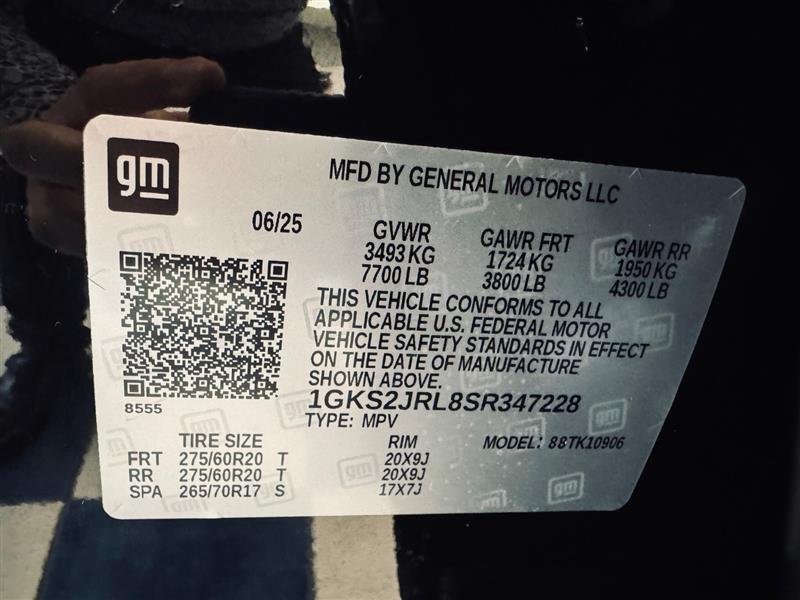 gm
MFD BY GENERAL MOTORS LLC
06/25
GVWR
3493 KG
7700 LB
GAWR FRT
1724 KG
3800 LB
GAWR RR
1950 KG
4300 LB
THIS VEHICLE CONFORMS TO ALL
APPLICABLE U.S. FEDERAL MOTOR
VEHICLE SAFETY STANDARDS IN EFFECT
ON THE DATE OF MANUFACTURE
SHOWN ABOVE.
8555
1GKS2JRL8SR347228
TYPE: MPV
MODEL: TK10906
TIRE SIZE RIM
FRT 275/60R20 T 20X9J
RR 275/60R20 T 20X9J
SPA 265/70R17 S 17X7J